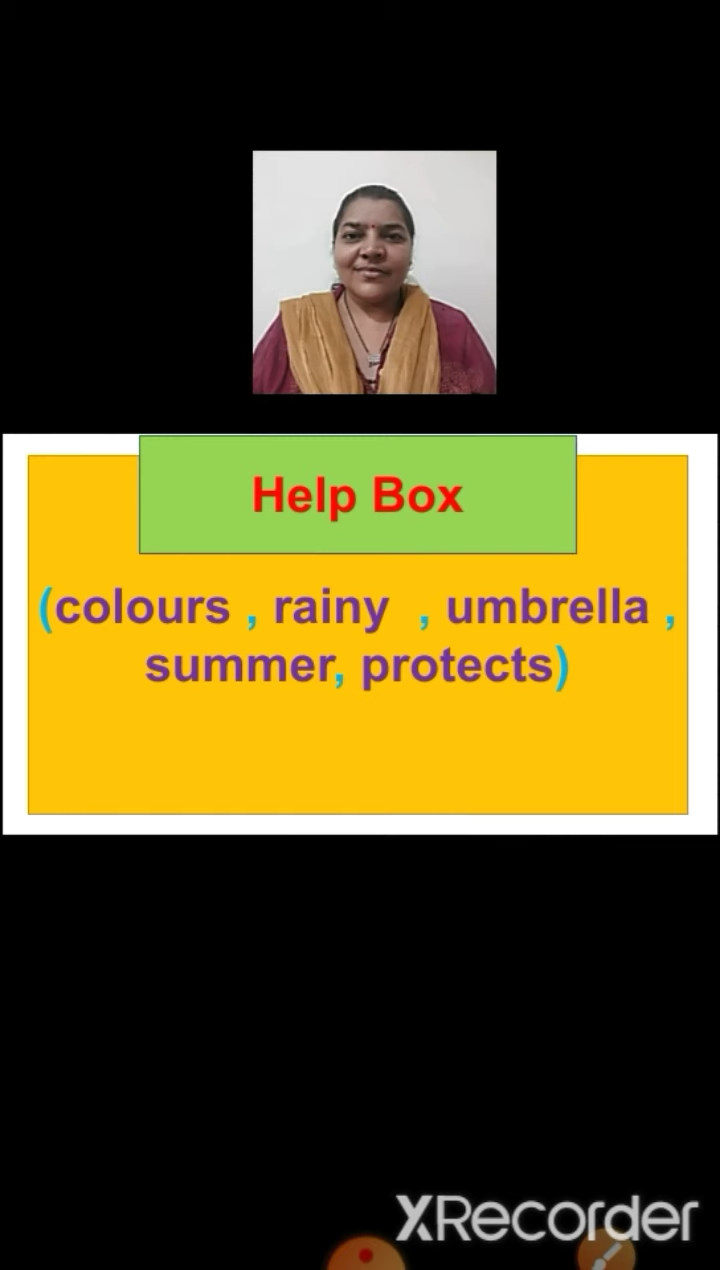 Help Box
(colours , rainy , umbrella ,
summer, protects)
XRecorder